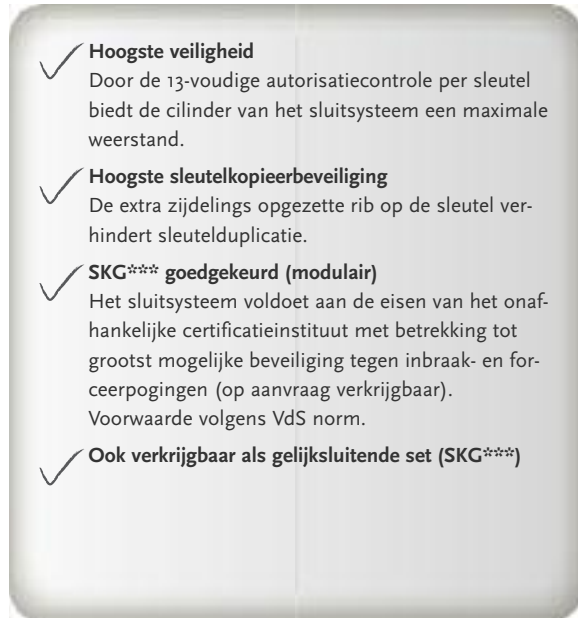 Hoogste veiligheid
Door de 13-voudige autorisatiecontrole per sleutel
biedt de cilinder van het sluitsysteem een maximale
weerstand.
Hoogste sleutelkopieerbeveiliging
De extra zijdelings opgezette rib op de sleutel ver-
hindert sleutelduplicatie.
SKG*** goedgekeurd (modulair)
Het sluitsysteem voldoet aan de eisen van het onaf-
hankelijke certificatieinstituut met betrekking tot
grootst mogelijke beveiliging tegen inbraak- en for-
ceerpogingen (op aanvraag verkrijgbaar).
Voorwaarde volgens VdS norm.
Ook verkrijgbaar als gelijksluitende set (SKG***)